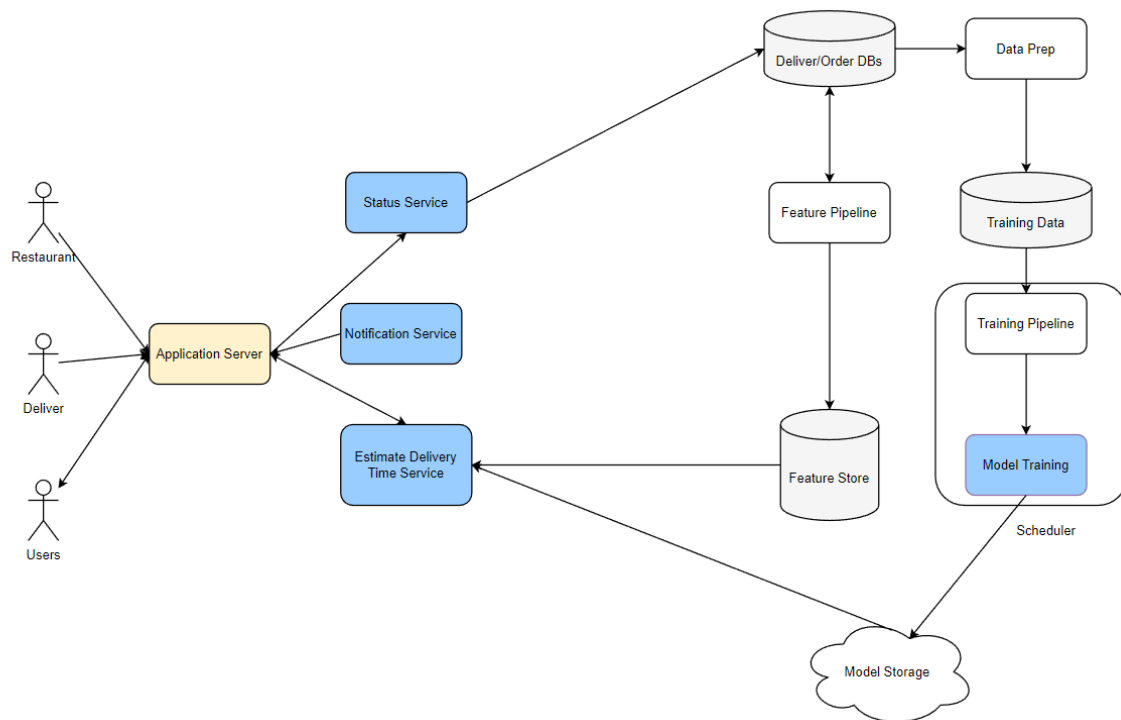 Deliver/Order DBs
Data Prep
Status Service
Feature Pipeline
Training Data
Restaurant
Notification Service
Training Pipeline
Application Server
Deliver
Estimate Delivery
Time Service
Feature Store
Model Training
Scheduler
Users
Model Storage